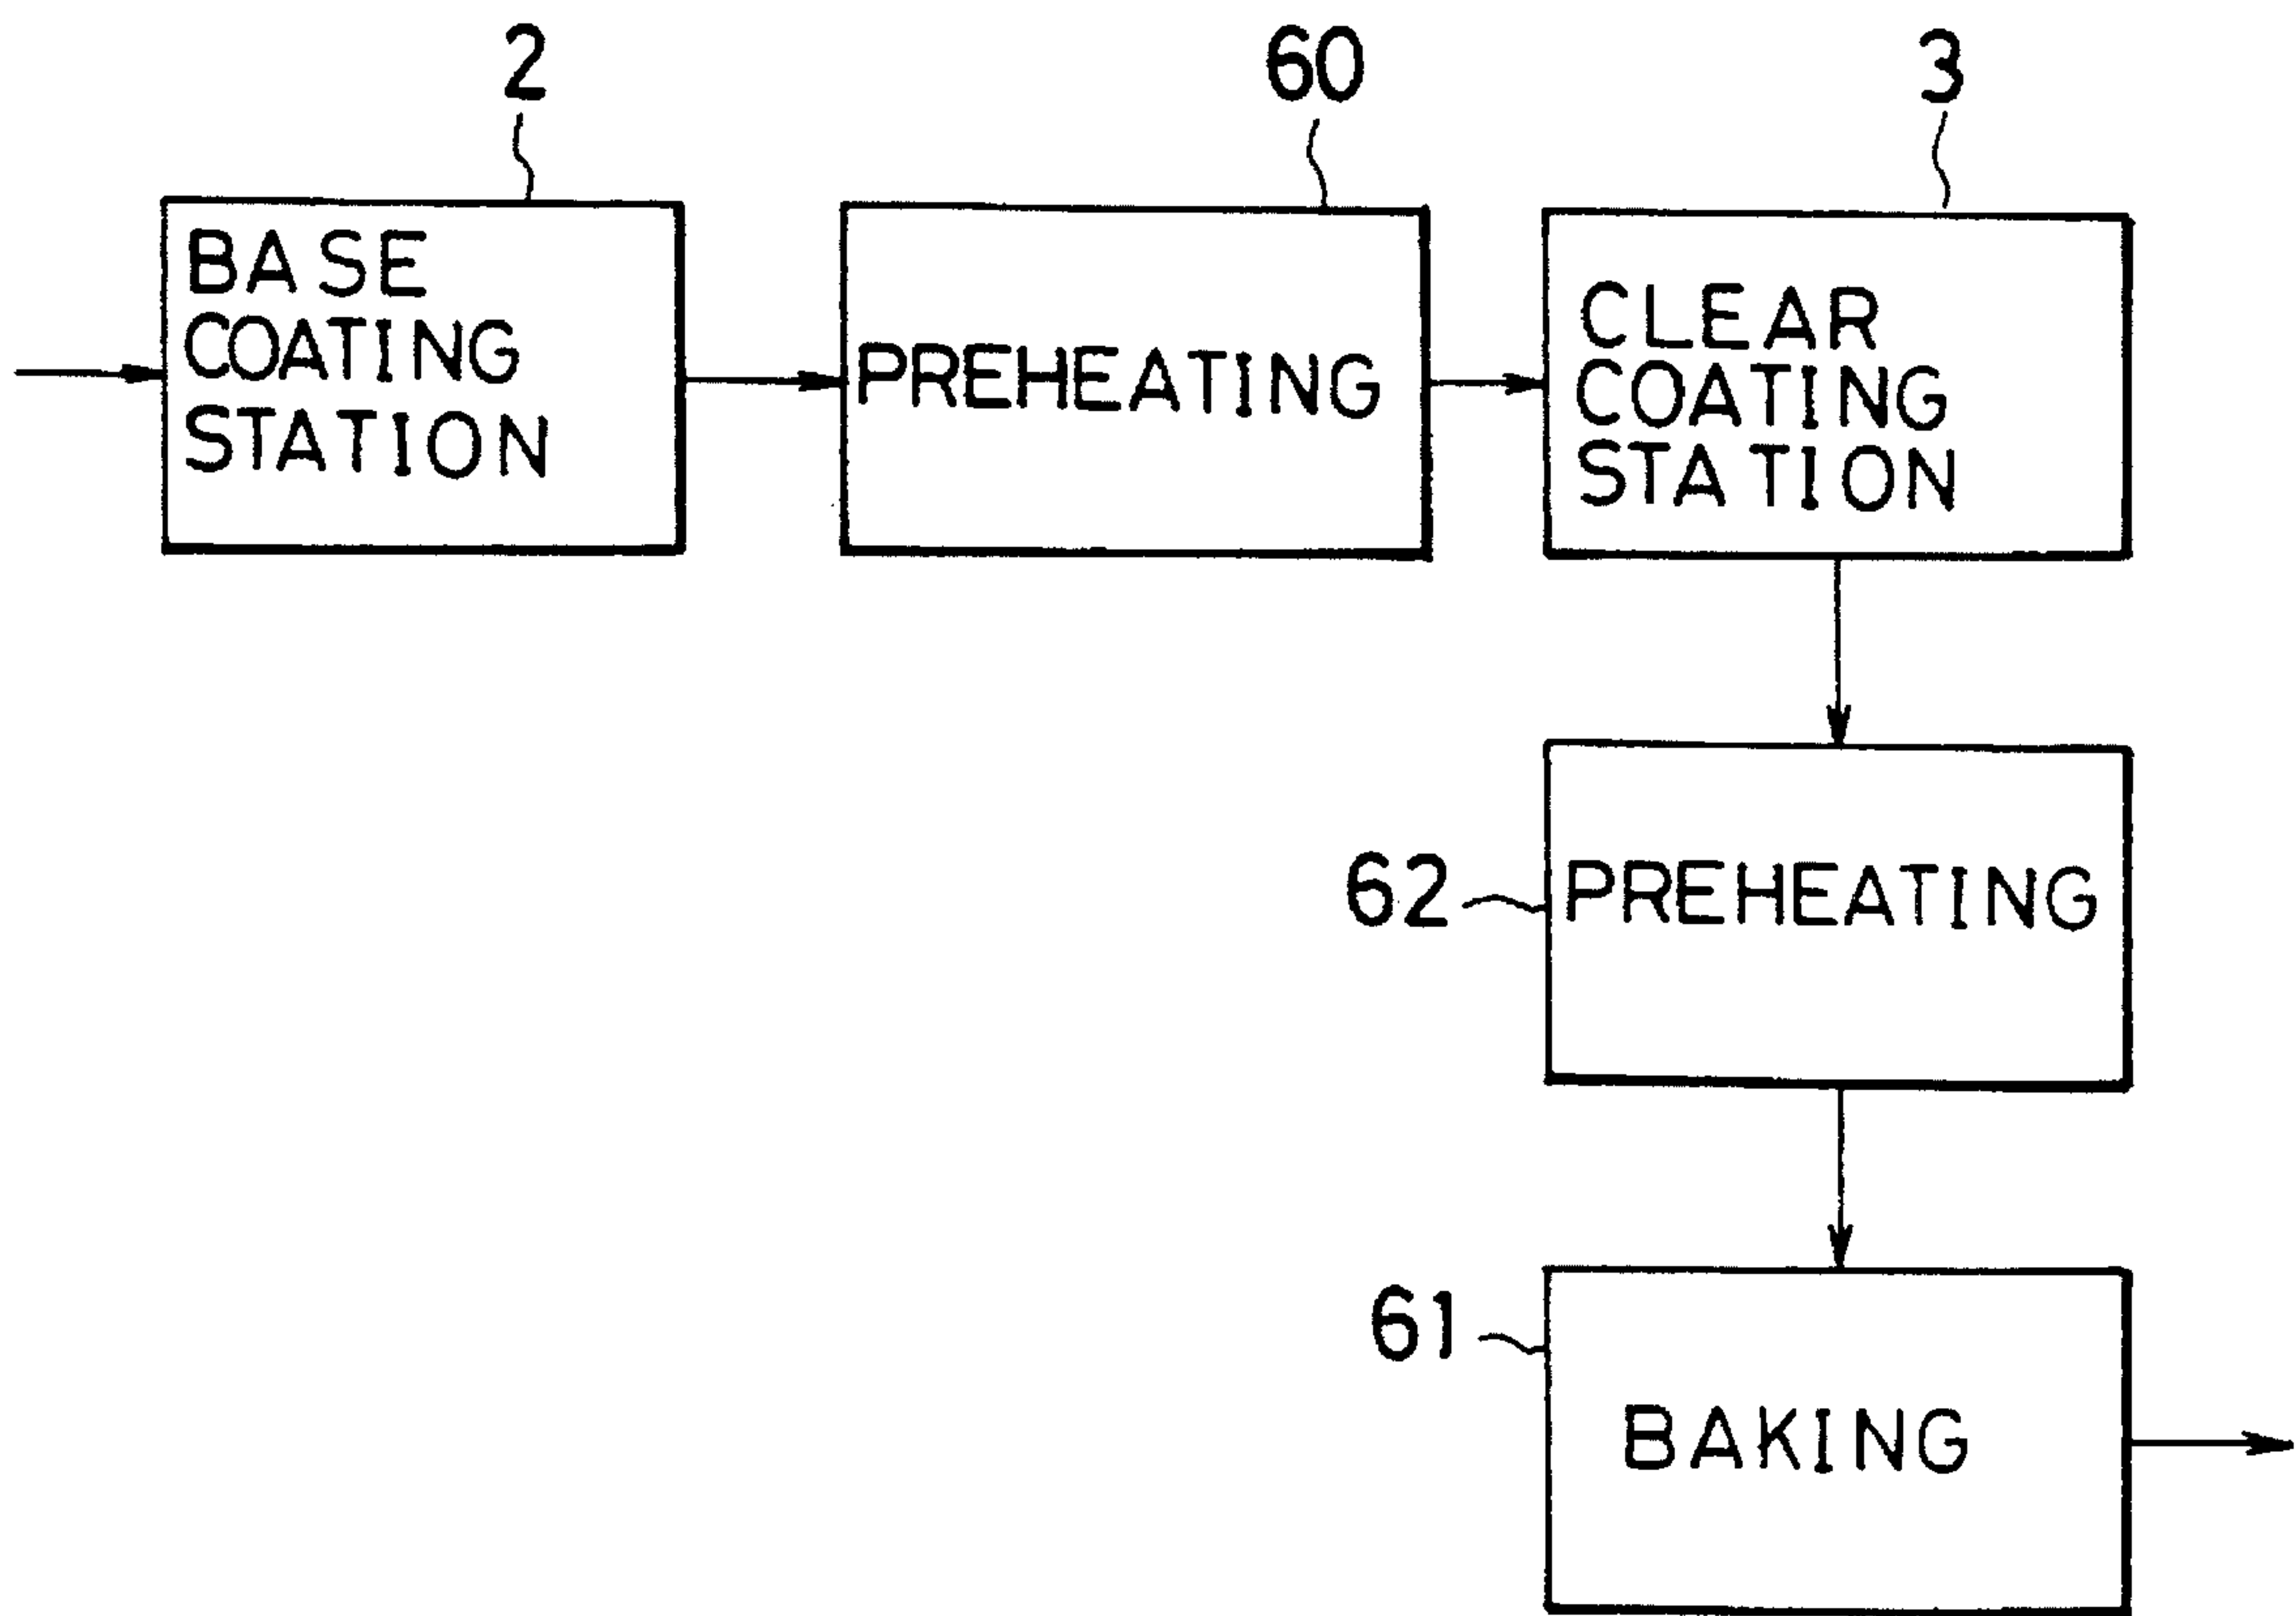 2
60
3
BASE
COATING
STATION
PREHEATING
CLEAR
COATING
STATION
62
PREHEATING
61
BAKING